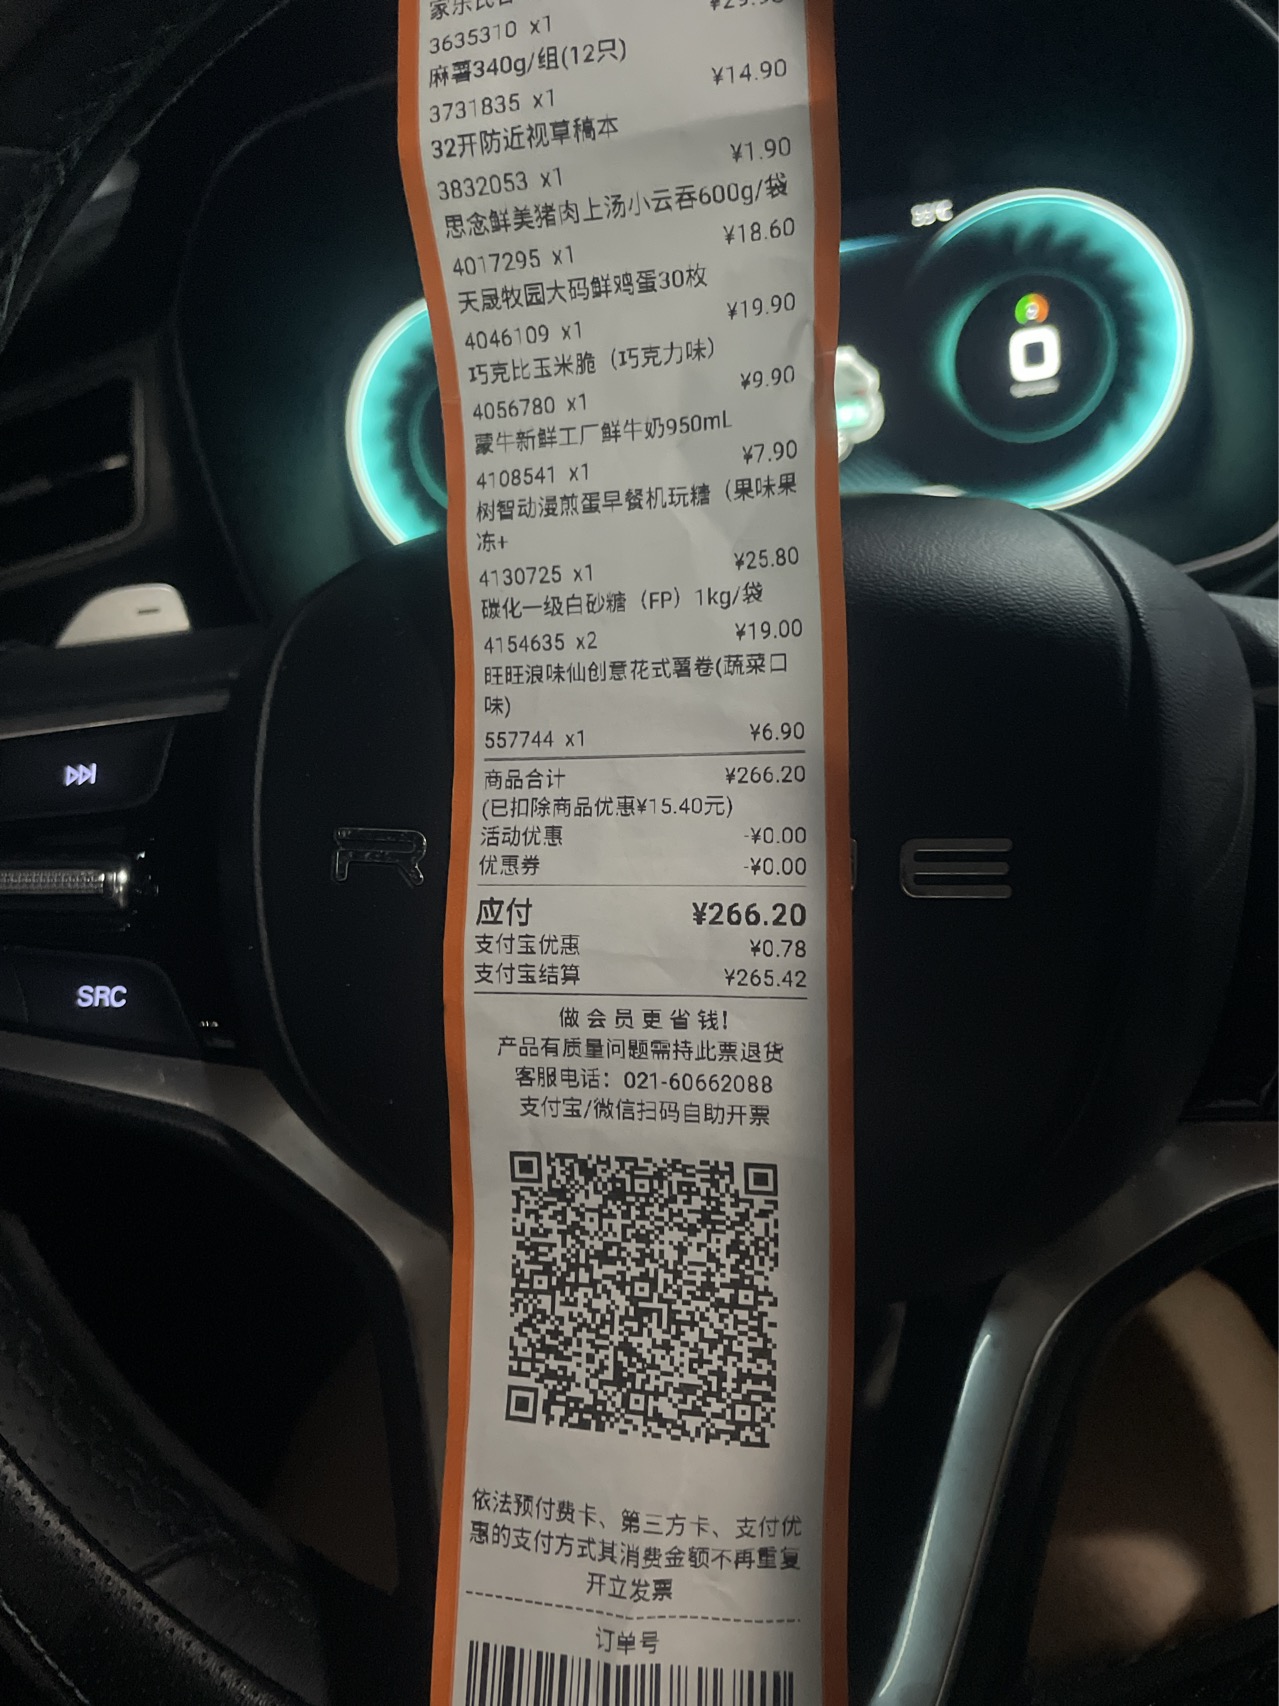 3635310 x1
麻薯340g/组(12只)
¥14.90
3731835 x1
32开防近视草稿本
¥1.90
3832053 x1
思念鲜美猪肉上汤小云吞600g/袋
¥18.60
4017295 x1
天晟牧园大码鲜鸡蛋30枚
¥19.90
4046109 x1
巧克比玉米脆（巧克力味）
¥9.90
4056780 x1
蒙牛新鲜工厂鲜牛奶950mL
¥7.90
4108541 x1
树智动漫煎蛋早餐机玩糖（果味果
冻+
¥25.80
4130725 x1
碳化一级白砂糖（FP）1kg/袋
¥19.00
4154635 x2
旺旺浪味仙创意花式薯卷(蔬菜口
味)
557744 x1 ¥6.90
商品合计 ¥266.20
(已扣除商品优惠¥15.40元)
活动优惠 -¥0.00
优惠券 -¥0.00
应付 ¥266.20
支付宝优惠 ¥0.78
支付宝结算 ¥265.42
做会员更省钱!
产品有质量问题需持此票退货
客服电话：021-60662088
支付宝/微信扫码自助开票
依法预付费卡、第三方卡、支付优
惠的支付方式其消费金额不再重复
开立发票
订单号
SRC
R
E
0